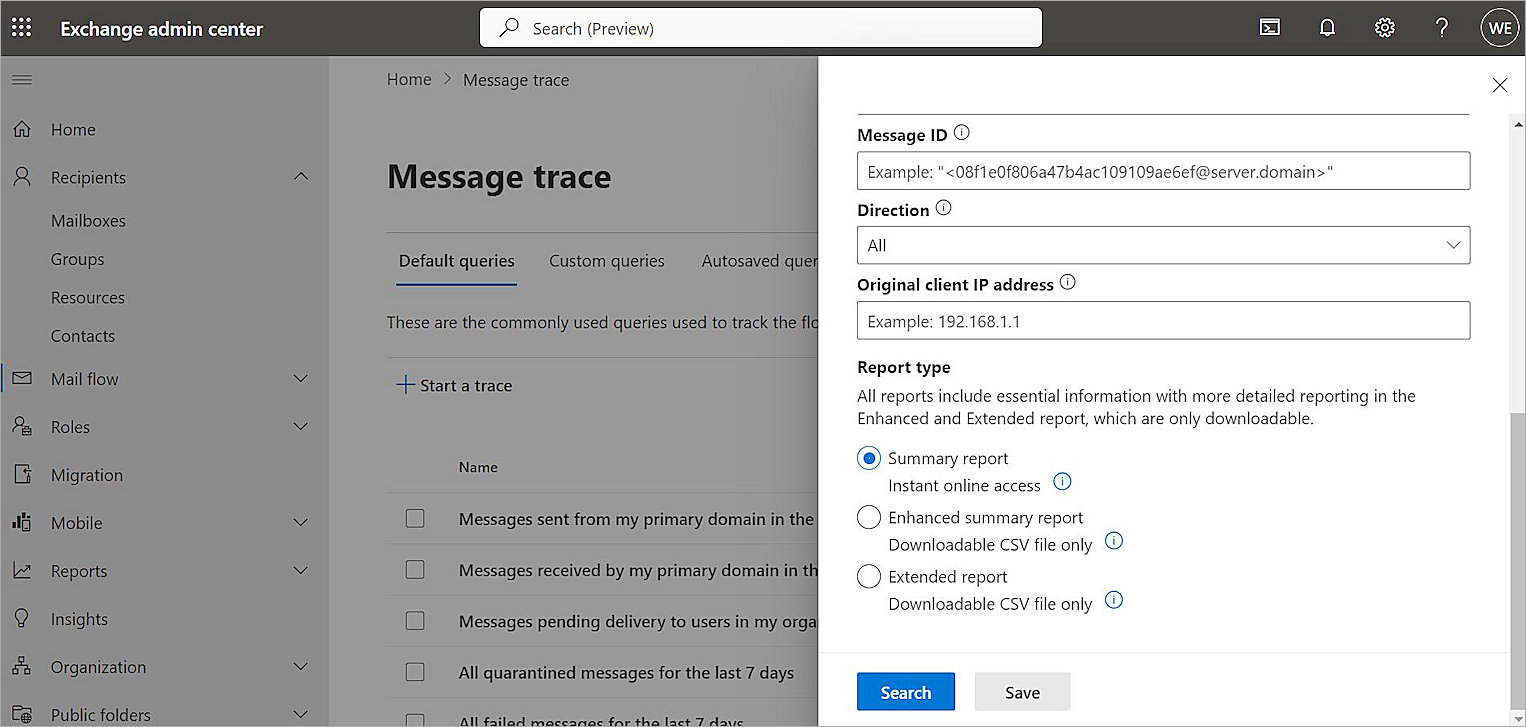 Exchange admin center
Search (Preview)
WE
Home
Recipients
Mailboxes
Groups
Resources
Contacts
Mail flow
Roles
Migration
Mobile
Reports
Insights
Organization
Public folders
Home > Message trace
Message trace
Default queries Custom queries Autosaved quer
These are the commonly used queries used to track the flo
+ Start a trace
Name
Messages sent from my primary domain in the
Messages received by my primary domain in th
Messages pending delivery to users in my orga
All quarantined messages for the last 7 days
All failed messages for the last 7 days
Message ID
Example: "<08f1e0f806a47b4ac109109ae6ef@server.domain>"
Direction
All
Original client IP address
Example: 192.168.1.1
Report type
All reports include essential information with more detailed reporting in the
Enhanced and Extended report, which are only downloadable.
Summary report
Instant online access
Enhanced summary report
Downloadable CSV file only
Extended report
Downloadable CSV file only
Search Save